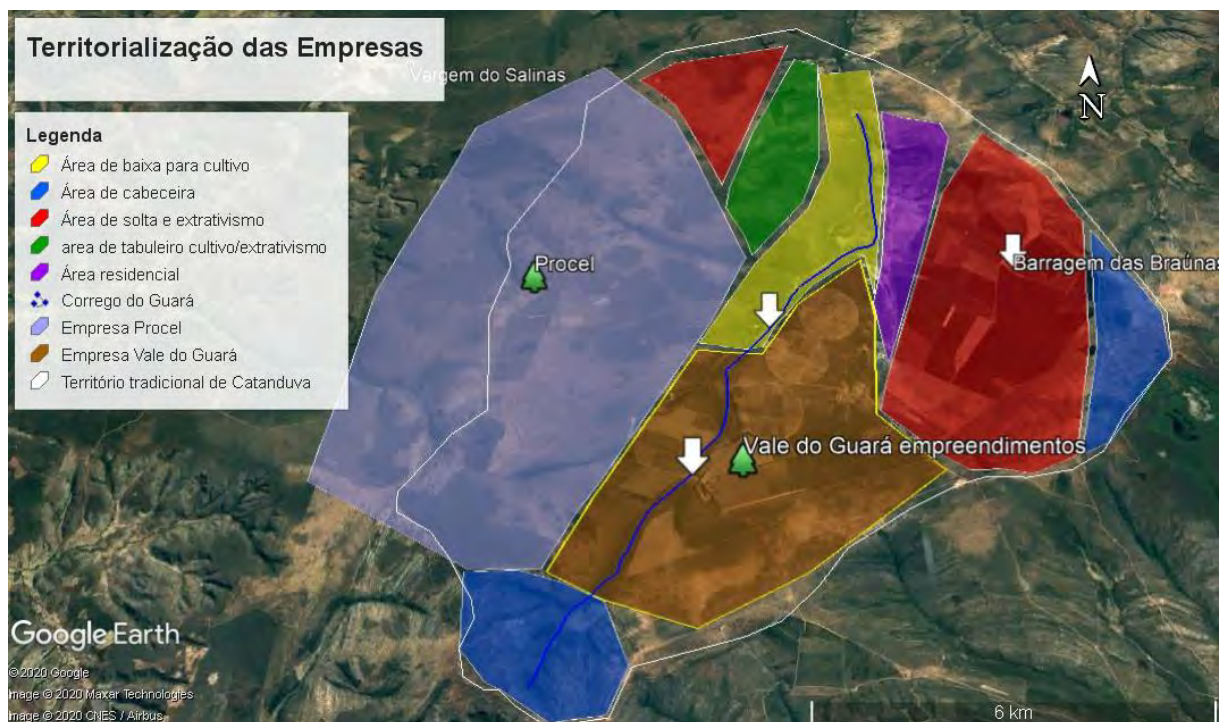 Territorialização das Empresas
Vargem do Salinas
N
Legenda
Área de baixa para cultivo
Área de cabeceira
Área de solta e extrativismo
area de tabuleiro cultivo/extrativismo
Área residencial
Corrego do Guará
Empresa Procel
Empresa Vale do Guará
Território tradicional de Catanduva
Procel
Barragem das Braúnas
Vale do Guará empreendimentos
Google Earth
© 2020 Google
Image © 2020 Maxar Technologies
Image © 2020 CNES / Airbus
6 km